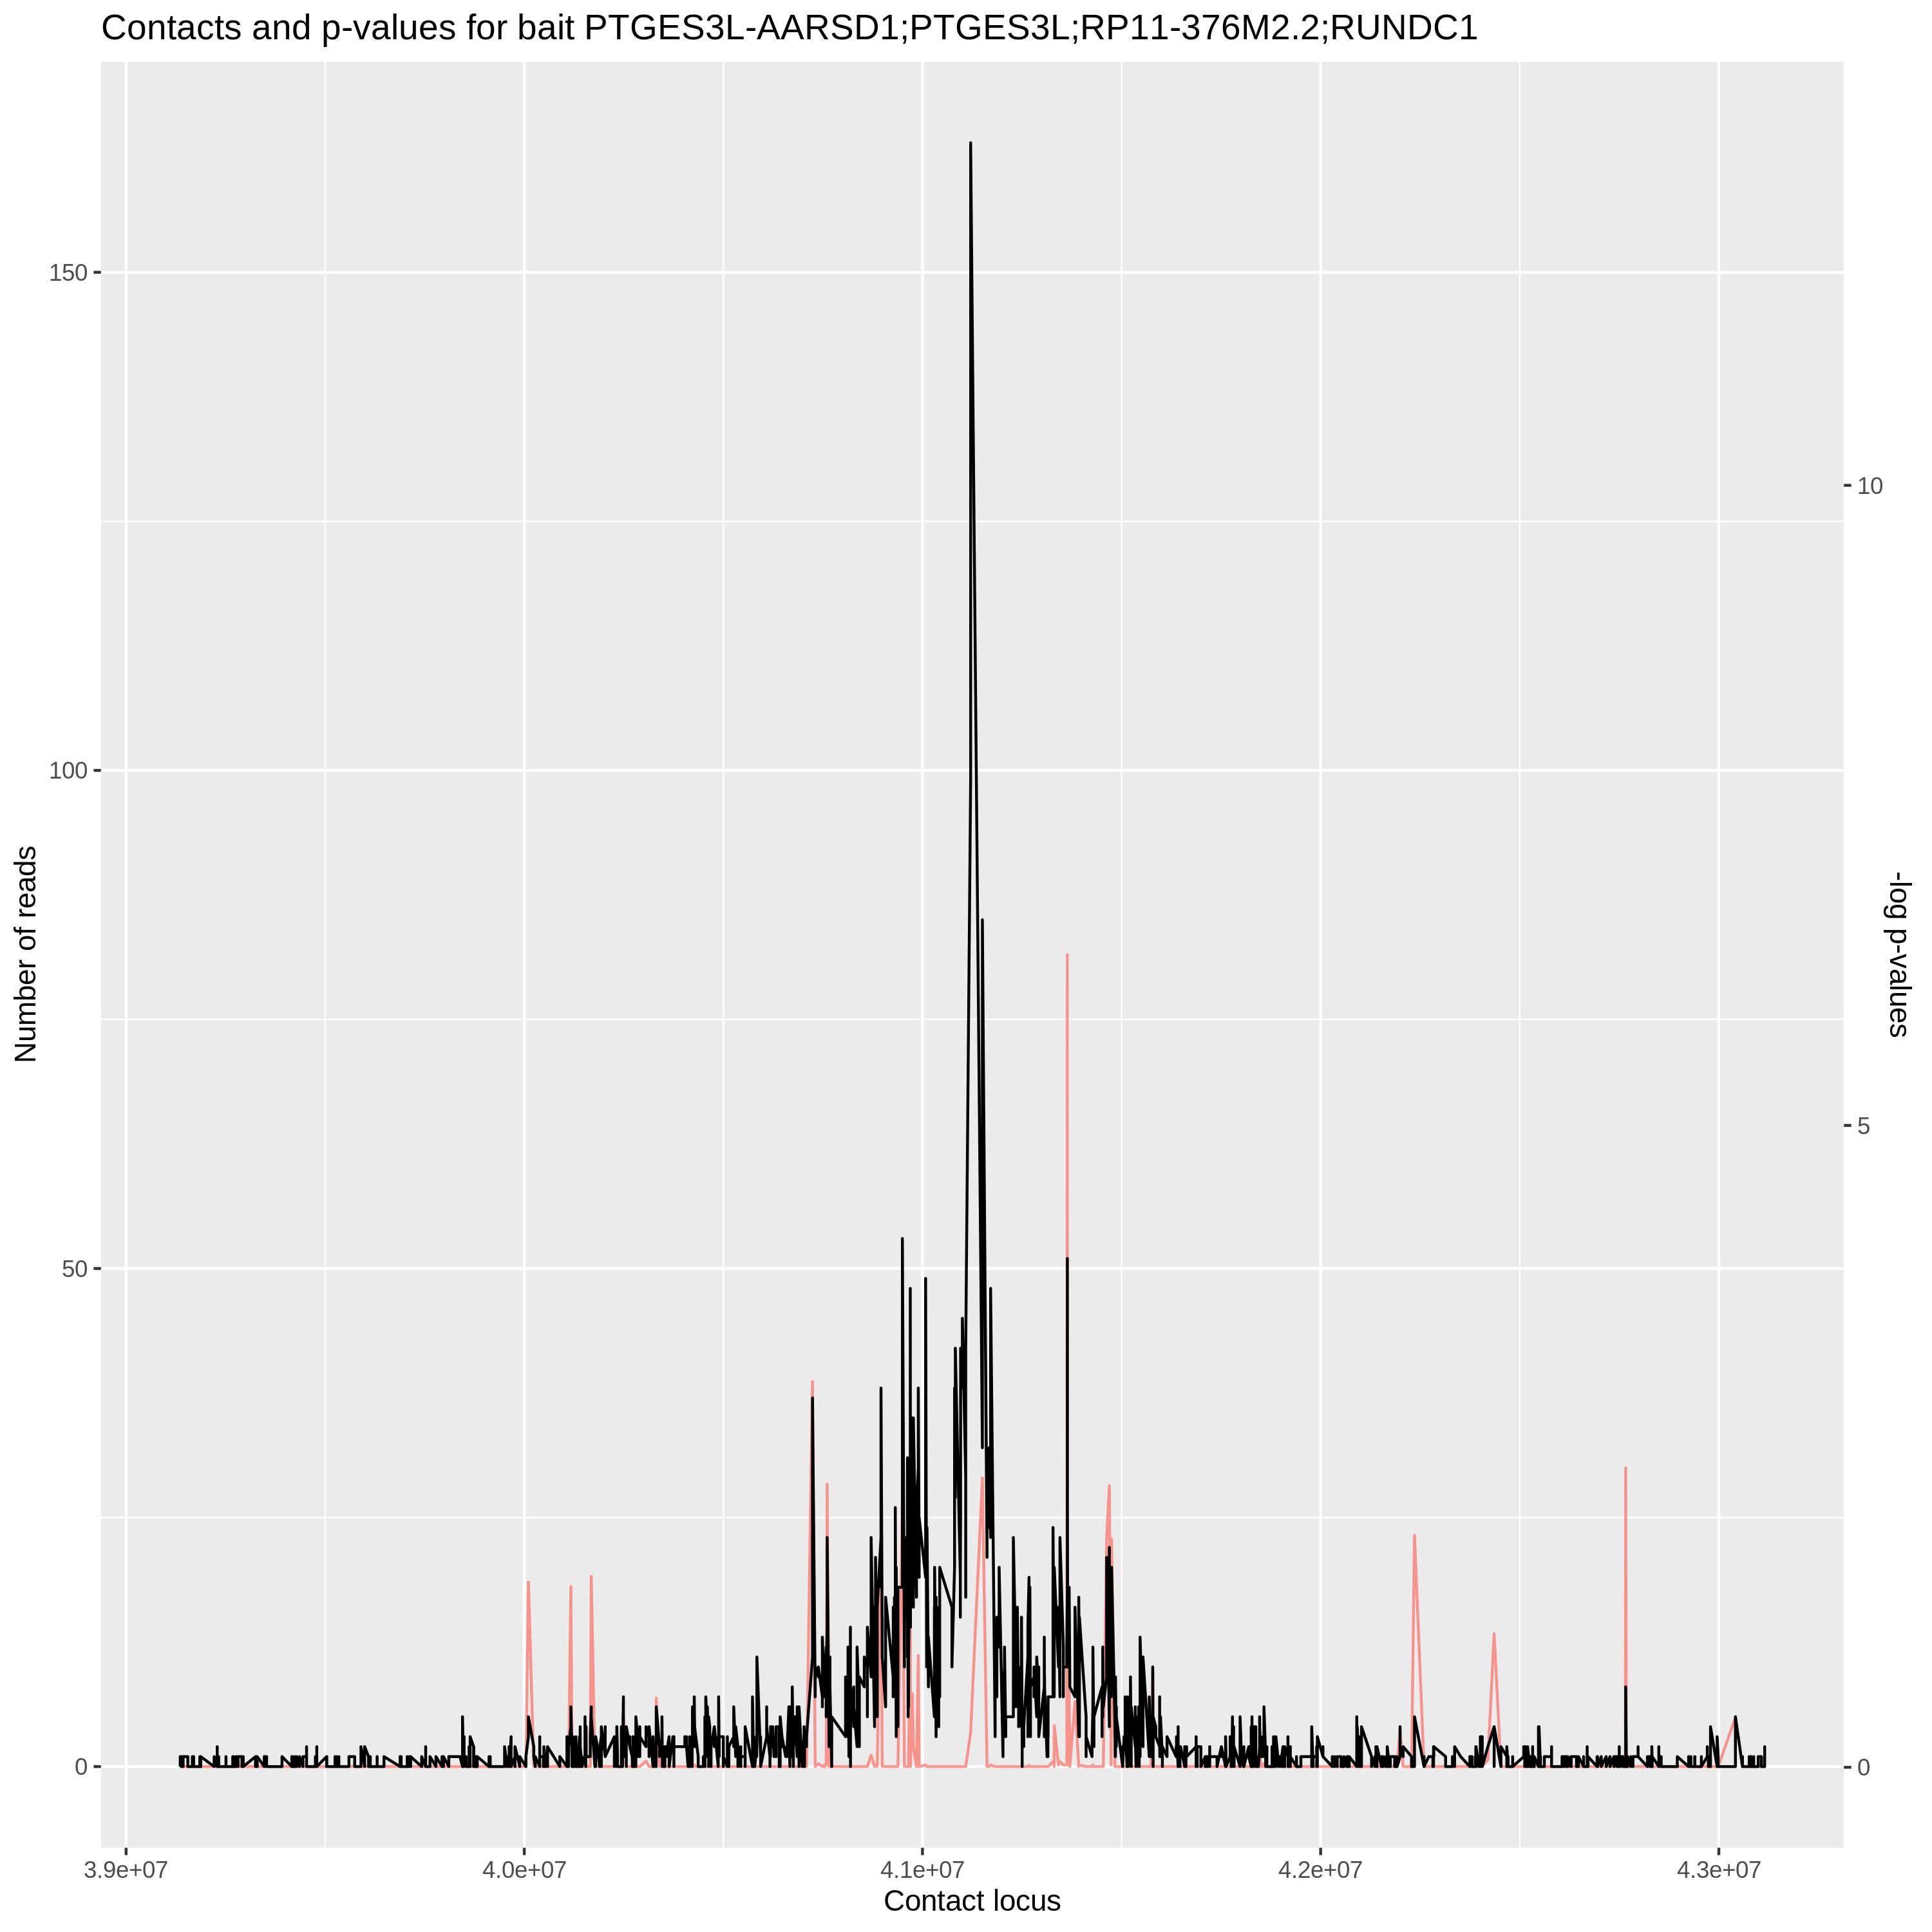 Contacts and p-values for bait PTGES3L-AARSD1;PTGES3L;RP11-376M2.2;RUNDC1
150
100
50
0
Number of reads
10
5
0
-log p-values
3.9e+07
4.0e+07
4.1e+07
4.2e+07
4.3e+07
Contact locus